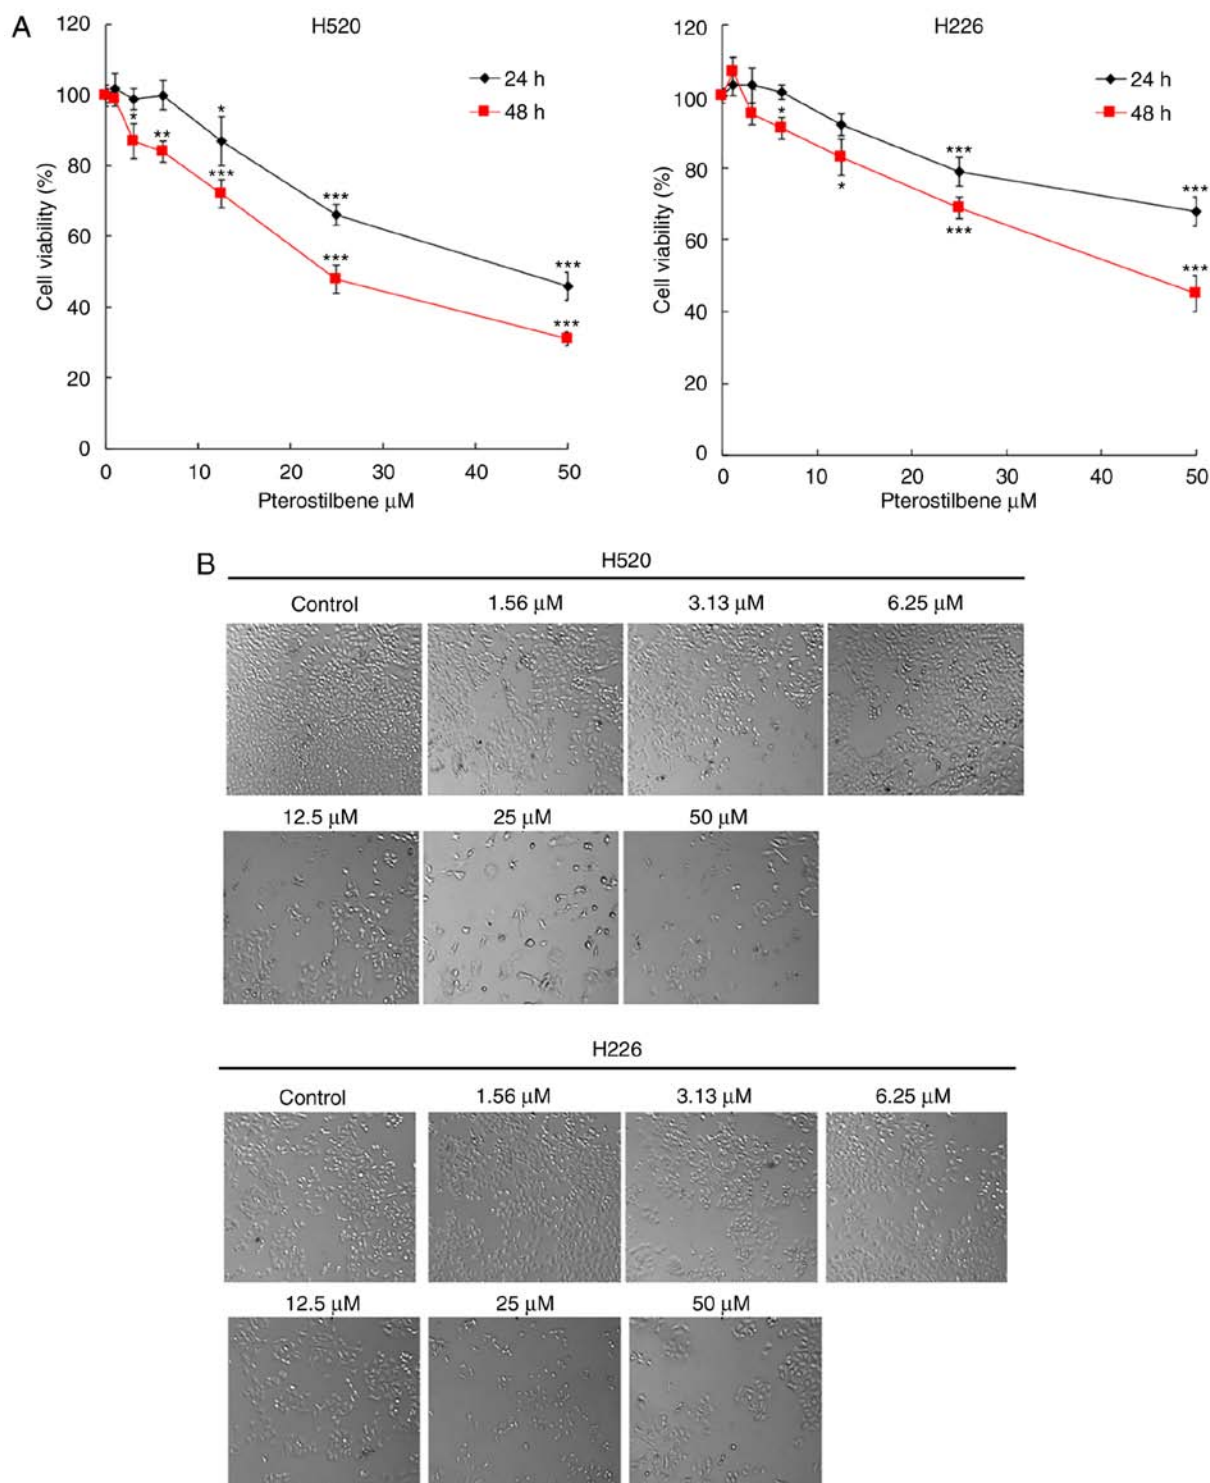 A
H520
120
100
80
60
40
20
0
Cell viability (%)
24 h
48 h
*
**
*
***
***
***
***
***
0 10 20 30 40 50
Pterostilbene μM
H226
120
100
80
60
40
20
0
Cell viability (%)
24 h
48 h
*
*
***
***
***
***
0 10 20 30 40 50
Pterostilbene μM
B
H520
Control 1.56 μM 3.13 μM 6.25 μM
12.5 μM 25 μM 50 μM
H226
Control 1.56 μM 3.13 μM 6.25 μM
12.5 μM 25 μM 50 μM